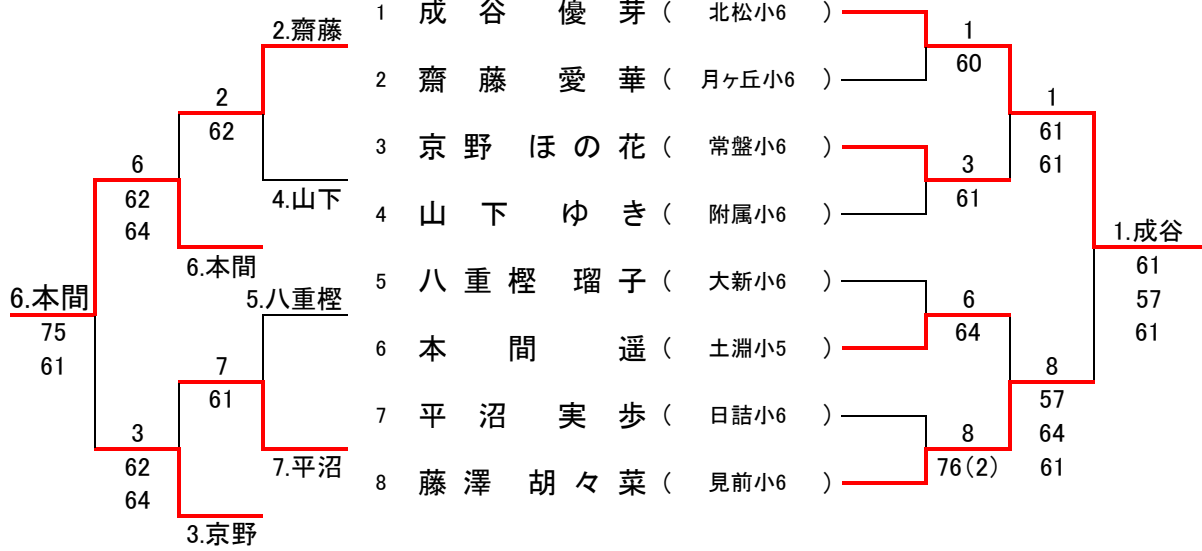 1 成谷 優芽 ( 北松小6 )
2 齋藤 愛華 ( 月ヶ丘小6 )
3 京野 ほの花 ( 常盤小6 )
4 山下 ゆき ( 附属小6 )
5 八重樫 瑠子 ( 大新小6 )
6 本間 遥 ( 土淵小5 )
7 平沼 実歩 ( 日詰小6 )
8 藤澤 胡々菜 ( 見前小6 )
1
60
3
61
6
64
8
76(2)
1
61
61
8
57
64
61
1.成谷
61
57
61
2.齋藤
4.山下
2
62
6.本間
6
62
64
5.八重樫
7.平沼
7
61
3.京野
3
62
64
6.本間
75
61